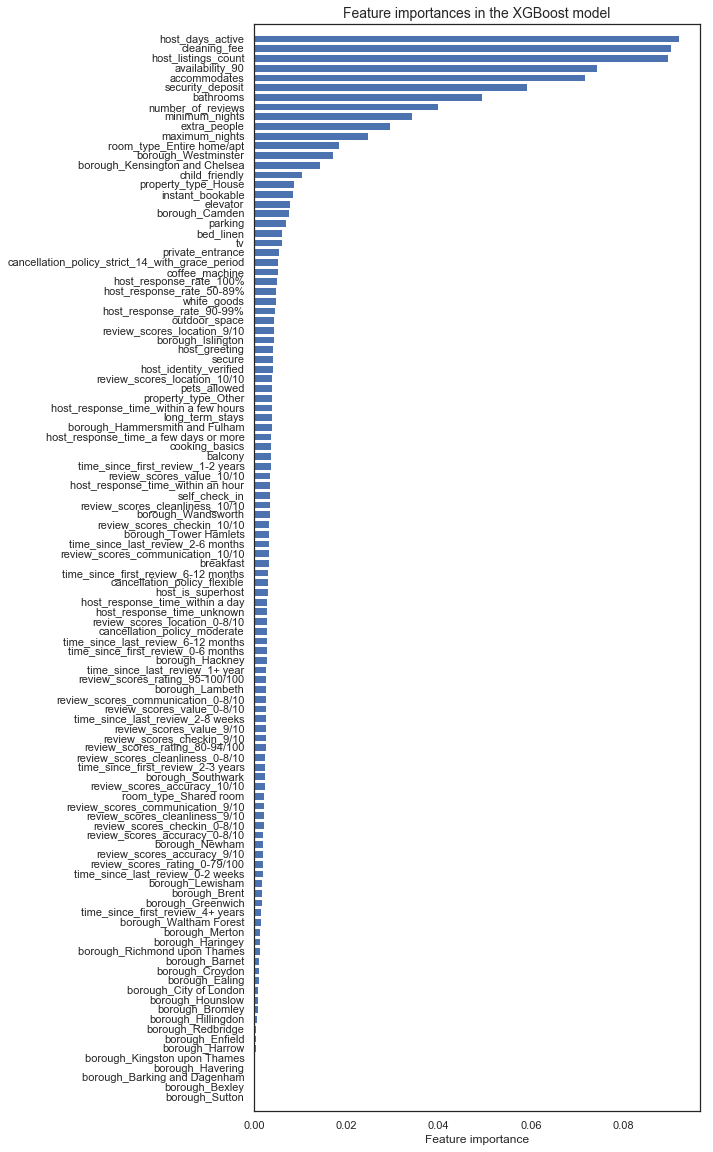 Feature importances in the XGBoost model
host_days_active
cleaning_fee
host_listings_count
availability_90
accommodates
security_deposit
bathrooms
number_of_reviews
minimum_nights
extra_people
maximum_nights
room_type_Entire home/apt
borough_Westminster
borough_Kensington and Chelsea
child_friendly
property_type_House
instant_bookable
elevator
borough_Camden
parking
bed_linen
tv
private_entrance
cancellation_policy_strict_14_with_grace_period
coffee_machine
host_response_rate_100%
host_response_rate_50-89%
white_goods
host_response_rate_90-99%
outdoor_space
review_scores_location_9/10
borough_Islington
host_greeting
secure
host_identity_verified
review_scores_location_10/10
pets_allowed
property_type_Other
host_response_time_within a few hours
long_term_stays
borough_Hammersmith and Fulham
host_response_time_a few days or more
cooking_basics
balcony
time_since_first_review_1-2 years
review_scores_value_10/10
host_response_time_within an hour
self_check_in
review_scores_cleanliness_10/10
borough_Wandsworth
review_scores_checkin_10/10
borough_Tower Hamlets
time_since_last_review_2-6 months
review_scores_communication_10/10
breakfast
time_since_first_review_6-12 months
cancellation_policy_flexible
host_is_superhost
host_response_time_within a day
host_response_time_unknown
review_scores_location_0-8/10
cancellation_policy_moderate
time_since_last_review_6-12 months
time_since_first_review_0-6 months
borough_Hackney
time_since_last_review_1+ year
review_scores_rating_95-100/100
borough_Lambeth
review_scores_communication_0-8/10
review_scores_value_0-8/10
time_since_last_review_2-8 weeks
review_scores_value_9/10
review_scores_checkin_9/10
review_scores_rating_80-94/100
review_scores_cleanliness_0-8/10
time_since_first_review_2-3 years
borough_Southwark
review_scores_accuracy_10/10
room_type_Shared room
review_scores_communication_9/10
review_scores_cleanliness_9/10
review_scores_checkin_0-8/10
review_scores_accuracy_0-8/10
borough_Newham
review_scores_accuracy_9/10
review_scores_rating_0-79/100
time_since_last_review_0-2 weeks
borough_Lewisham
borough_Brent
borough_Greenwich
time_since_first_review_4+ years
borough_Waltham Forest
borough_Merton
borough_Haringey
borough_Richmond upon Thames
borough_Barnet
borough_Croydon
borough_Ealing
borough_City of London
borough_Hounslow
borough_Bromley
borough_Hillingdon
borough_Redbridge
borough_Enfield
borough_Harrow
borough_Kingston upon Thames
borough_Havering
borough_Barking and Dagenham
borough_Bexley
borough_Sutton
0.00 0.02 0.04 0.06 0.08
Feature importance